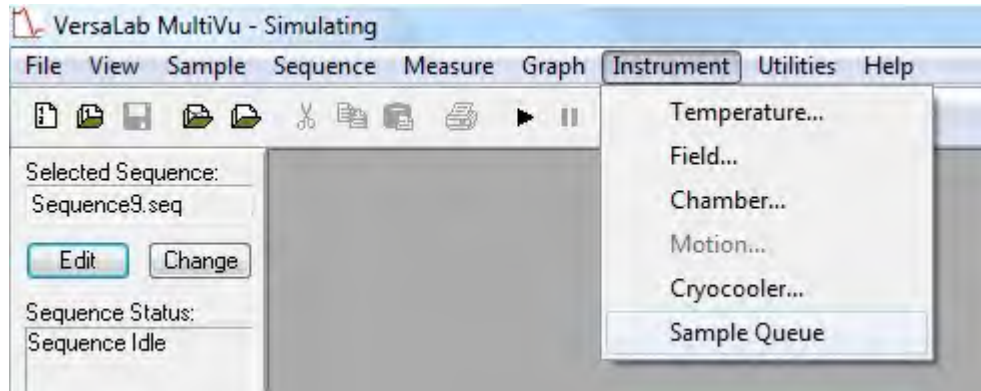 VersaLab MultiVu - Simulating
File View Sample Sequence Measure Graph Instrument Utilities Help
Temperature...
Field...
Chamber...
Motion...
Cryocooler...
Sample Queue
Selected Sequence:
Sequence9.seq
Edit Change
Sequence Status:
Sequence Idle